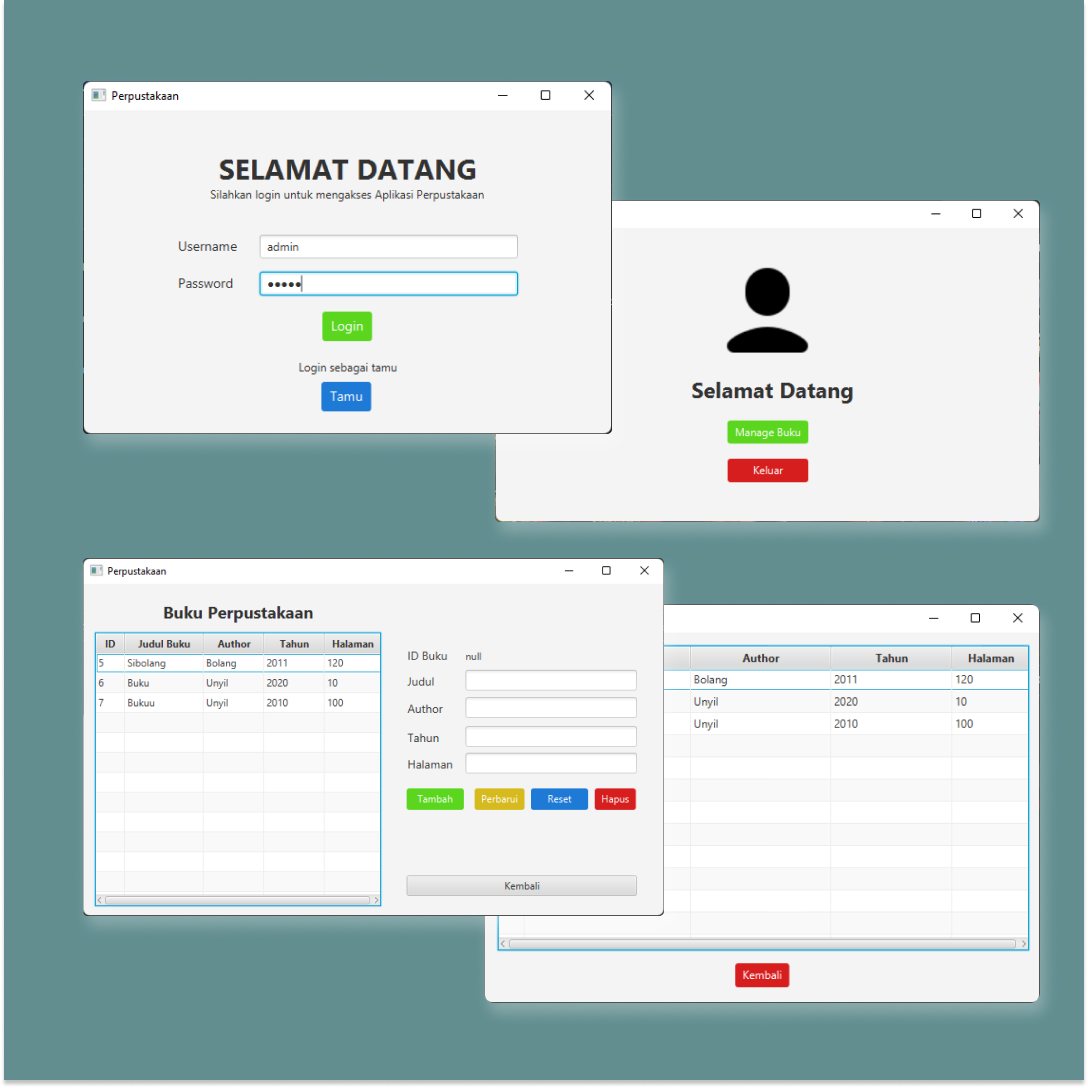 Perpustakaan
SELAMAT DATANG
Silahkan login untuk mengakses Aplikasi Perpustakaan
Username admin
Password ●●●●●
Login
Login sebagai tamu
Tamu
Selamat Datang
Manage Buku
Keluar
Perpustakaan
Buku Perpustakaan
ID Judul Buku Author Tahun Halaman
5 Sibolang Bolang 2011 120
6 Buku Unyil 2020 10
7 Bukuu Unyil 2010 100
ID Buku null
Judul
Author
Tahun
Halaman
Tambah Perbarui Reset Hapus
Kembali
Author Tahun Halaman
Bolang 2011 120
Unyil 2020 10
Unyil 2010 100
Kembali